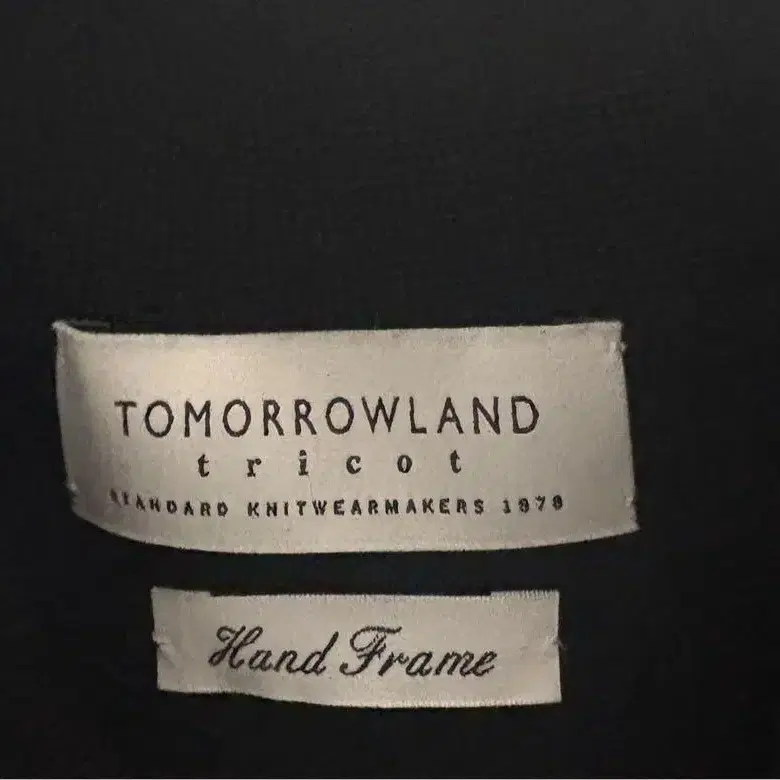 TOMORROWLAND
tricot
STANDARD KNITWEARMAKERS 1978
Hand Frame